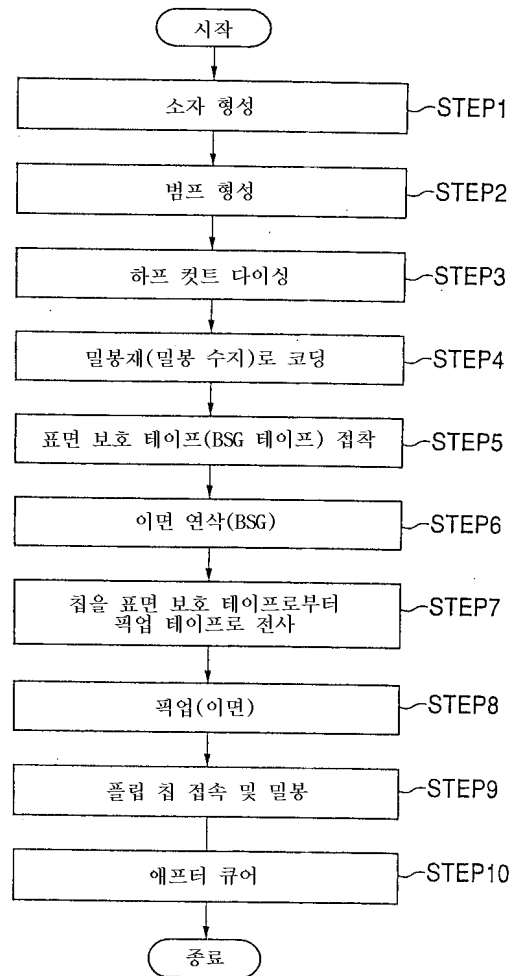 시작
소자 형성
STEP1
범프 형성
STEP2
하프 컷트 다이싱
STEP3
밀봉재(밀봉 수지)로 코딩
STEP4
표면 보호 테이프(BSG 테이프) 접착
STEP5
이면 연삭(BSG)
STEP6
칩을 표면 보호 테이프로부터
픽업 테이프로 전사
STEP7
픽업(이면)
STEP8
플립 칩 접속 및 밀봉
STEP9
애프터 큐어
STEP10
종료